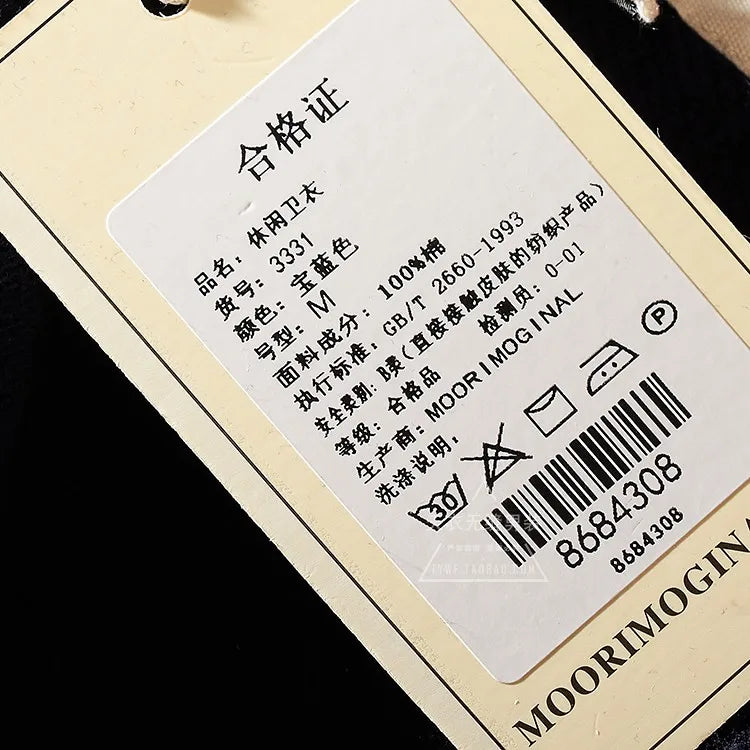 合格证
品名: 休闲卫衣
货号: 3331
颜色: 宝蓝色
号型: M
面料成分: 100%棉
执行标准: GB/T 2660-1993
安全类别: B类(直接接触皮肤的纺织产品)
等级: 合格品 检测员: 0-01
生产商: MOORIMOGINAL
洗涤说明:
30
P
8684308
8684308
TYWF.TAOBAO.COM
MOORIMOGINA